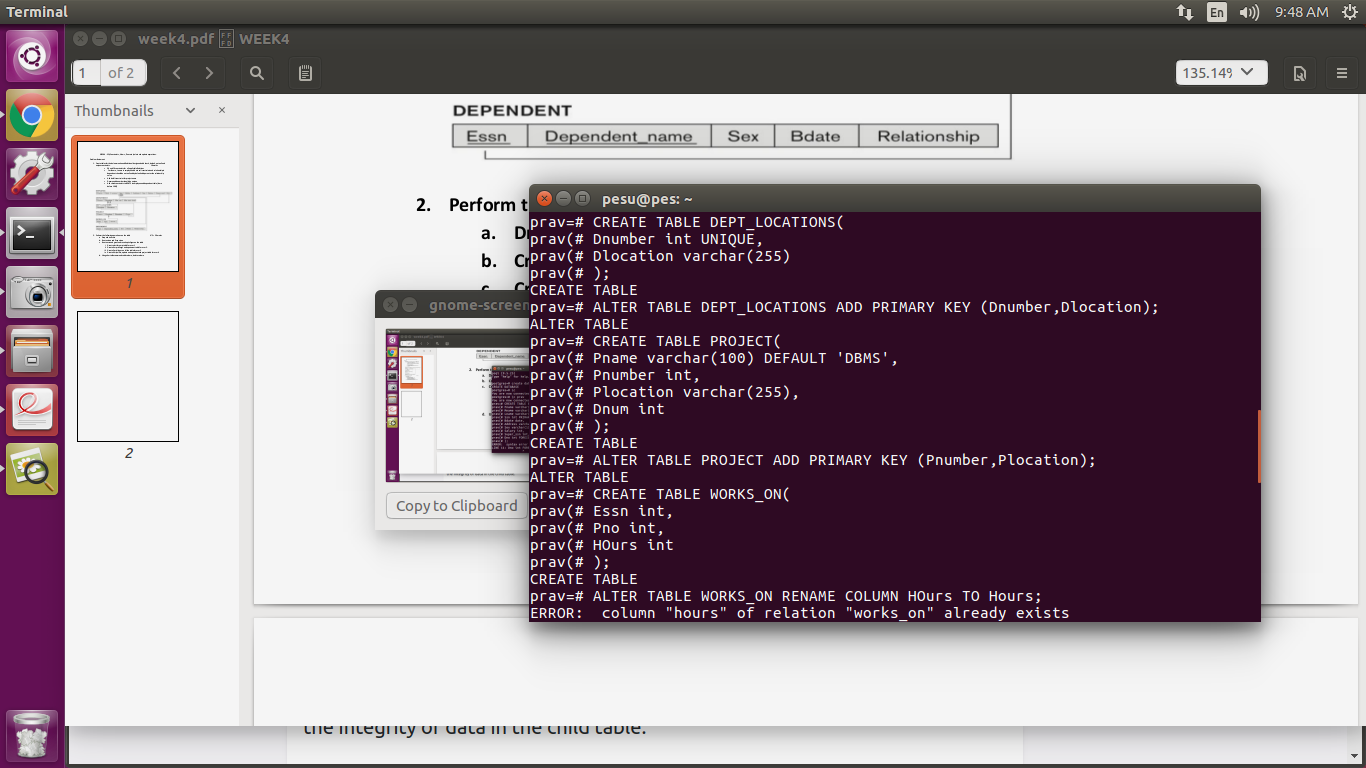 Terminal
En
9:48 AM
week4.pdf WEEK4
1 of 2
135.14%
Thumbnails
1
2
DEPENDENT
Essn Dependent_name Sex Bdate Relationship
2. Perform
a.
b.
gnome-screen
Copy to Clipboard
pesu@pes: ~
prav=# CREATE TABLE DEPT_LOCATIONS(
prav(# Dnumber int UNIQUE,
prav(# Dlocation varchar(255)
prav(# );
CREATE TABLE
prav=# ALTER TABLE DEPT_LOCATIONS ADD PRIMARY KEY (Dnumber,Dlocation);
ALTER TABLE
prav=# CREATE TABLE PROJECT(
prav(# Pname varchar(100) DEFAULT 'DBMS',
prav(# Pnumber int,
prav(# Plocation varchar(255),
prav(# Dnum int
prav(# );
CREATE TABLE
prav=# ALTER TABLE PROJECT ADD PRIMARY KEY (Pnumber,Plocation);
ALTER TABLE
prav=# CREATE TABLE WORKS_ON(
prav(# Essn int,
prav(# Pno int,
prav(# HOurs int
prav(# );
CREATE TABLE
prav=# ALTER TABLE WORKS_ON RENAME COLUMN HOurs TO Hours;
ERROR:  column "hours" of relation "works_on" already exists
the integrity of data in the child table.